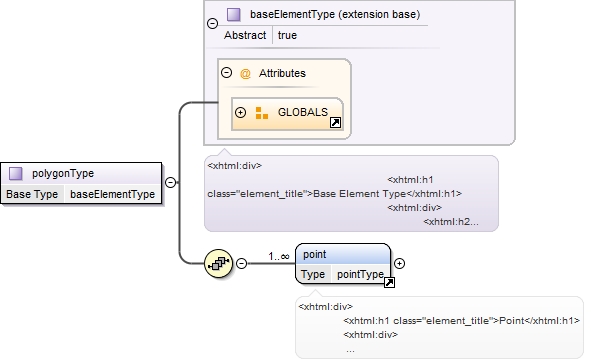 baseElementType (extension base)
Abstract true
@ Attributes
GLOBALS
polygonType
Base Type baseElementType
<xhtml:div>
<xhtml:h1
class="element_title">Base Element Type</xhtml:h1>
<xhtml:div>
<xhtml:h2...
1..∞
point
Type pointType
<xhtml:div>
<xhtml:h1 class="element_title">Point</xhtml:h1>
<xhtml:div>
...